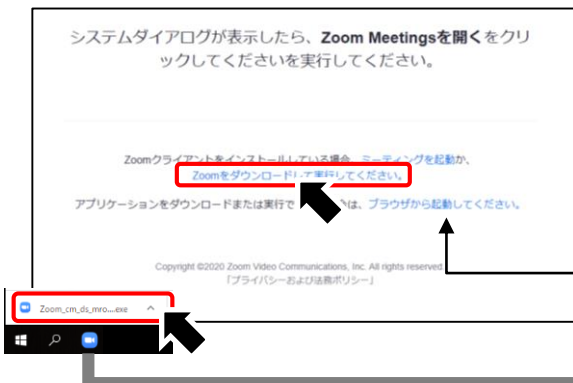 システムダイアログが表示したら、Zoom Meetingsを開くをクリ
ックしてくださいを実行してください。
Zoomクライアントをインストールしている場合、ミーティングを起動か、
Zoomをダウンロードして実行してください。
アプリケーションをダウンロードまたは実行で は、ブラウザから起動してください。
Copyright ©2020 Zoom Video Communications, Inc. All rights reserved.
「プライバシーおよび法務ポリシー」
Zoom_cm_ds_mro....exe